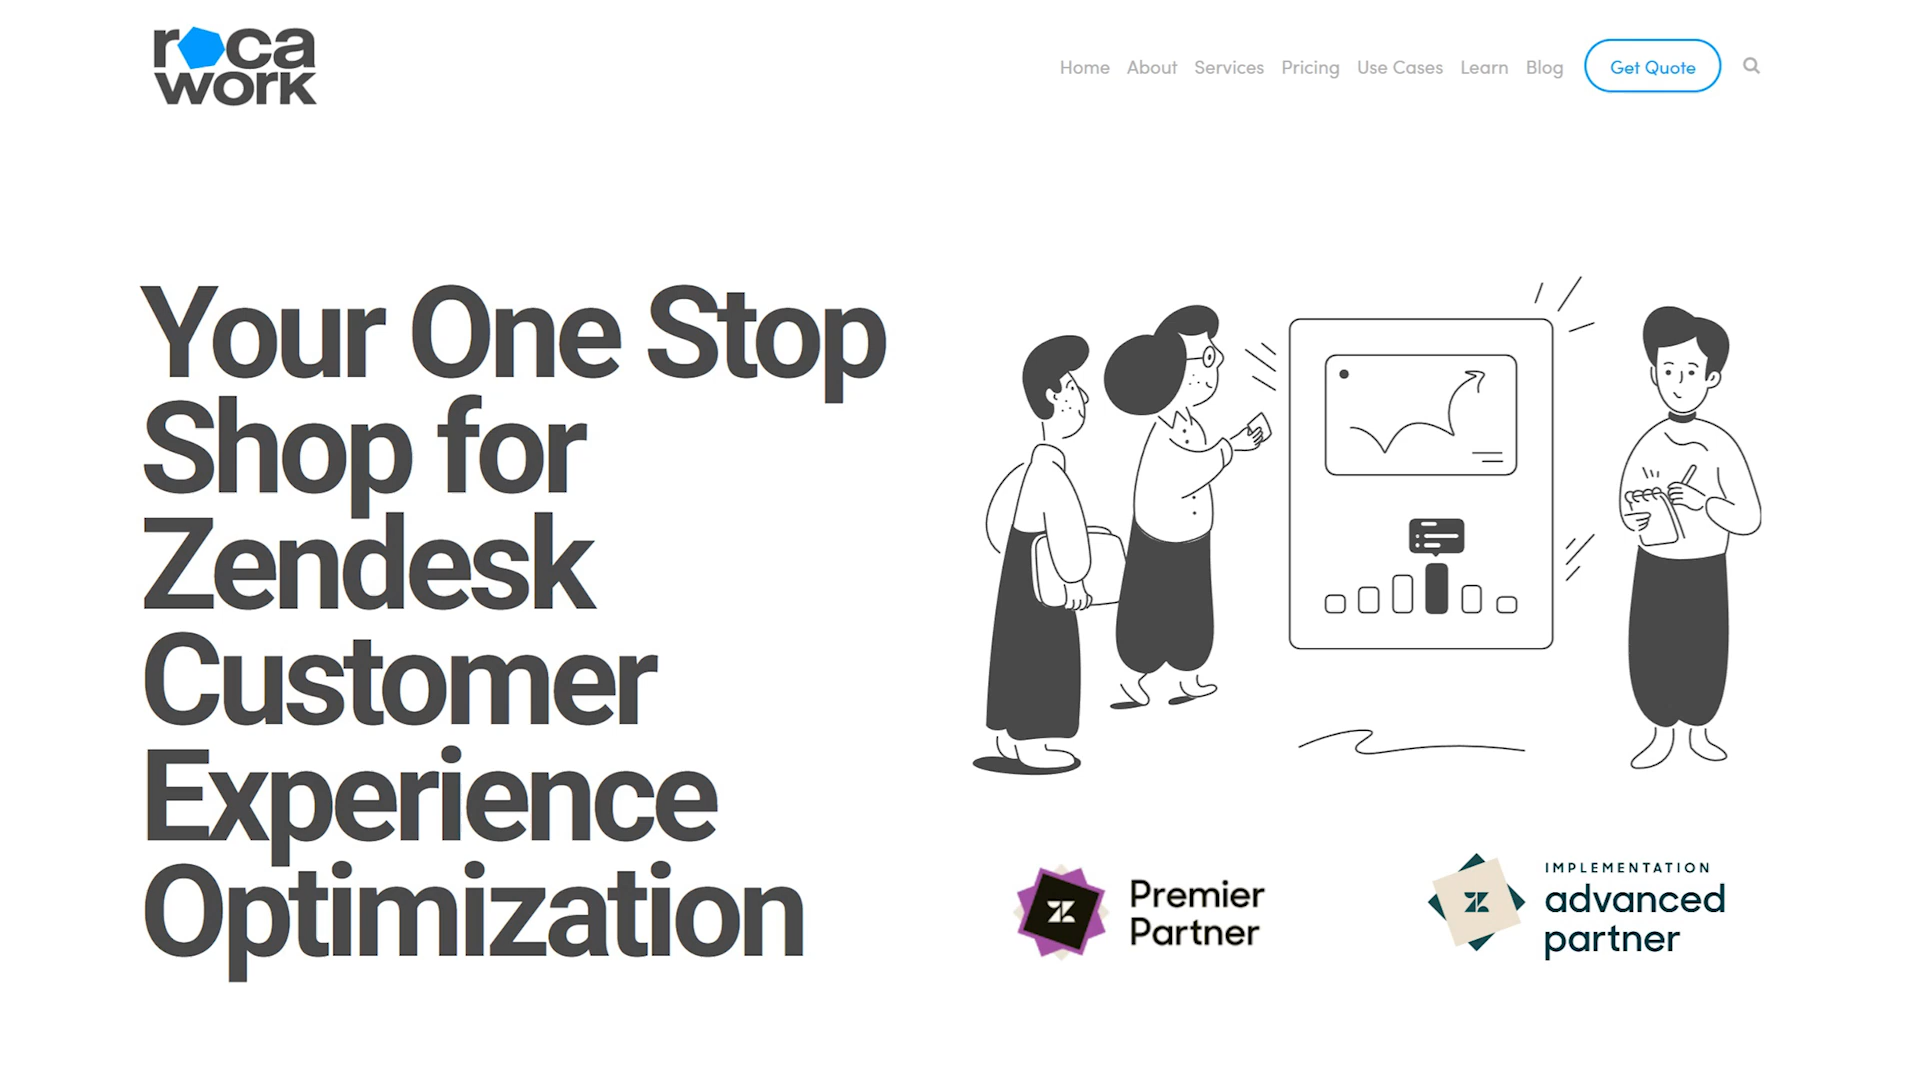 roca
work
Home About Services Pricing Use Cases Learn Blog Get Quote
Your One Stop
Shop for
Zendesk
Customer
Experience
Optimization
Premier
Partner
IMPLEMENTATION
advanced
partner